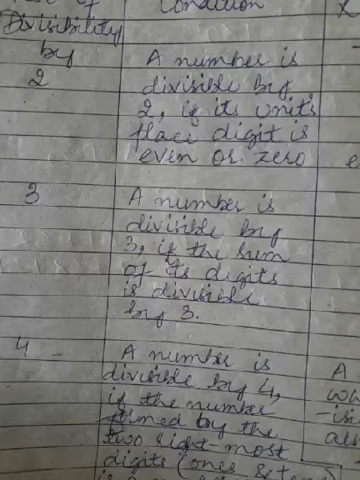 Condition
Divisibility
by
2
A number is
divisible by
2, if its units
place digit is
even or zero
3
A number is
divisible by
3, if the sum
of its digits
is divisible
by 3.
4 -
A number is
divisible by 4,
if the number
formed by the
two right most
digits (ones
A